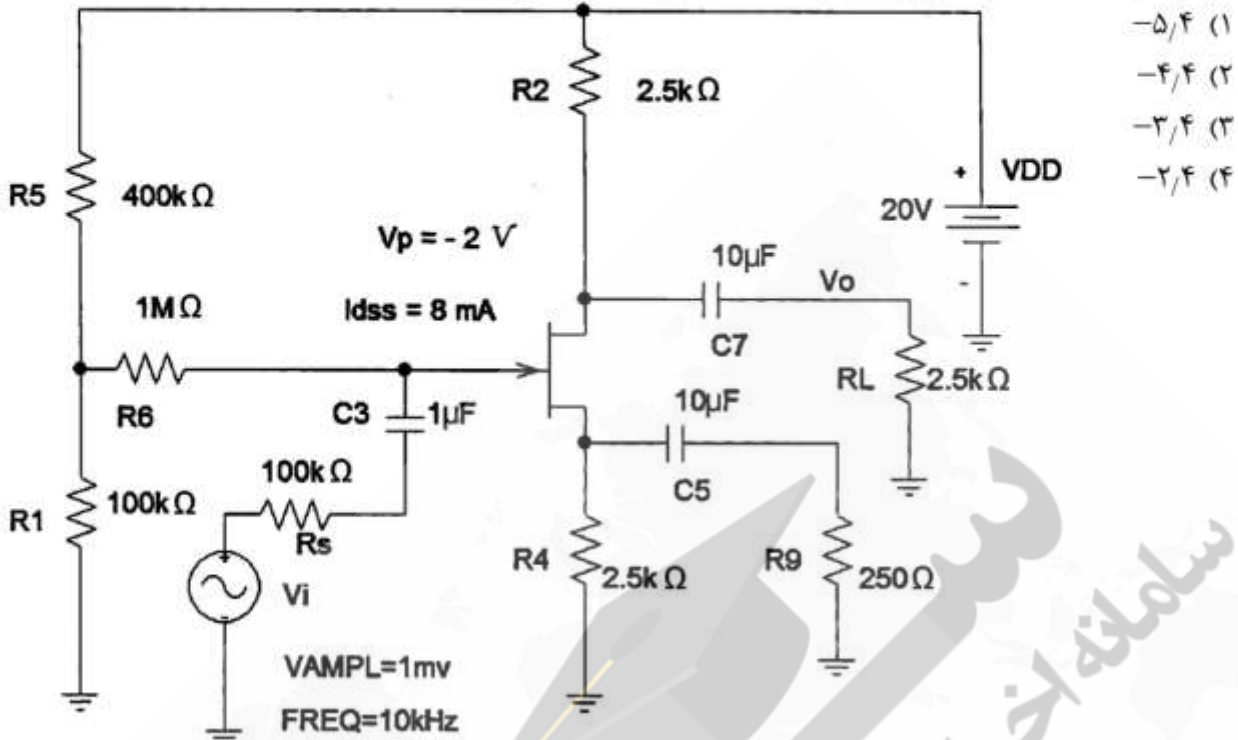 −۵/۴ (۱
R2 2.5kΩ
−۴/۴ (۲
−۳/۴ (۳
VDD
+
−۲/۴ (۴
R5 400kΩ
20V
Vp = - 2 V
10µF
Vo
-
1MΩ
Idss = 8 mA
C7
RL 2.5kΩ
R6
C3 1µF
10µF
100kΩ
C5
R1 100kΩ
Rs
R4 2.5kΩ
R9 250Ω
Vi
VAMPL=1mv
FREQ=10kHz
سامانه